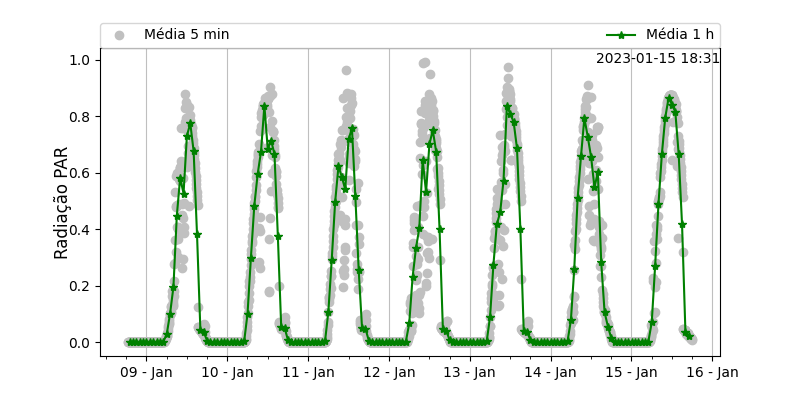 Média 5 min
Média 1 h
2023-01-15 18:31
1.0
0.8
0.6
0.4
0.2
0.0
Radiação PAR
09 - Jan
10 - Jan
11 - Jan
12 - Jan
13 - Jan
14 - Jan
15 - Jan
16 - Jan